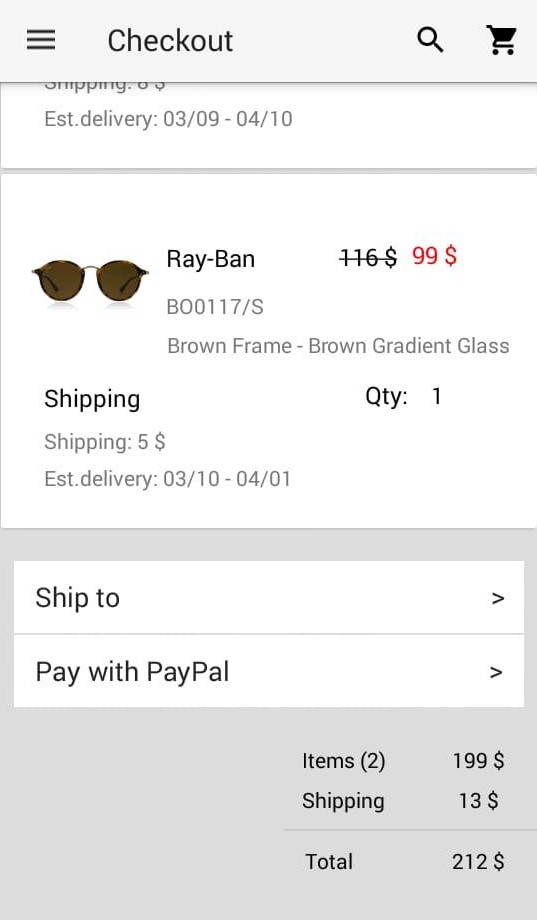 Checkout
Shipping: 8 $
Est.delivery: 03/09 - 04/10
Ray-Ban 116 $ 99 $
BO0117/S
Brown Frame - Brown Gradient Glass
Shipping Qty: 1
Shipping: 5 $
Est.delivery: 03/10 - 04/01
Ship to >
Pay with PayPal >
Items (2) 199 $
Shipping 13 $
Total 212 $